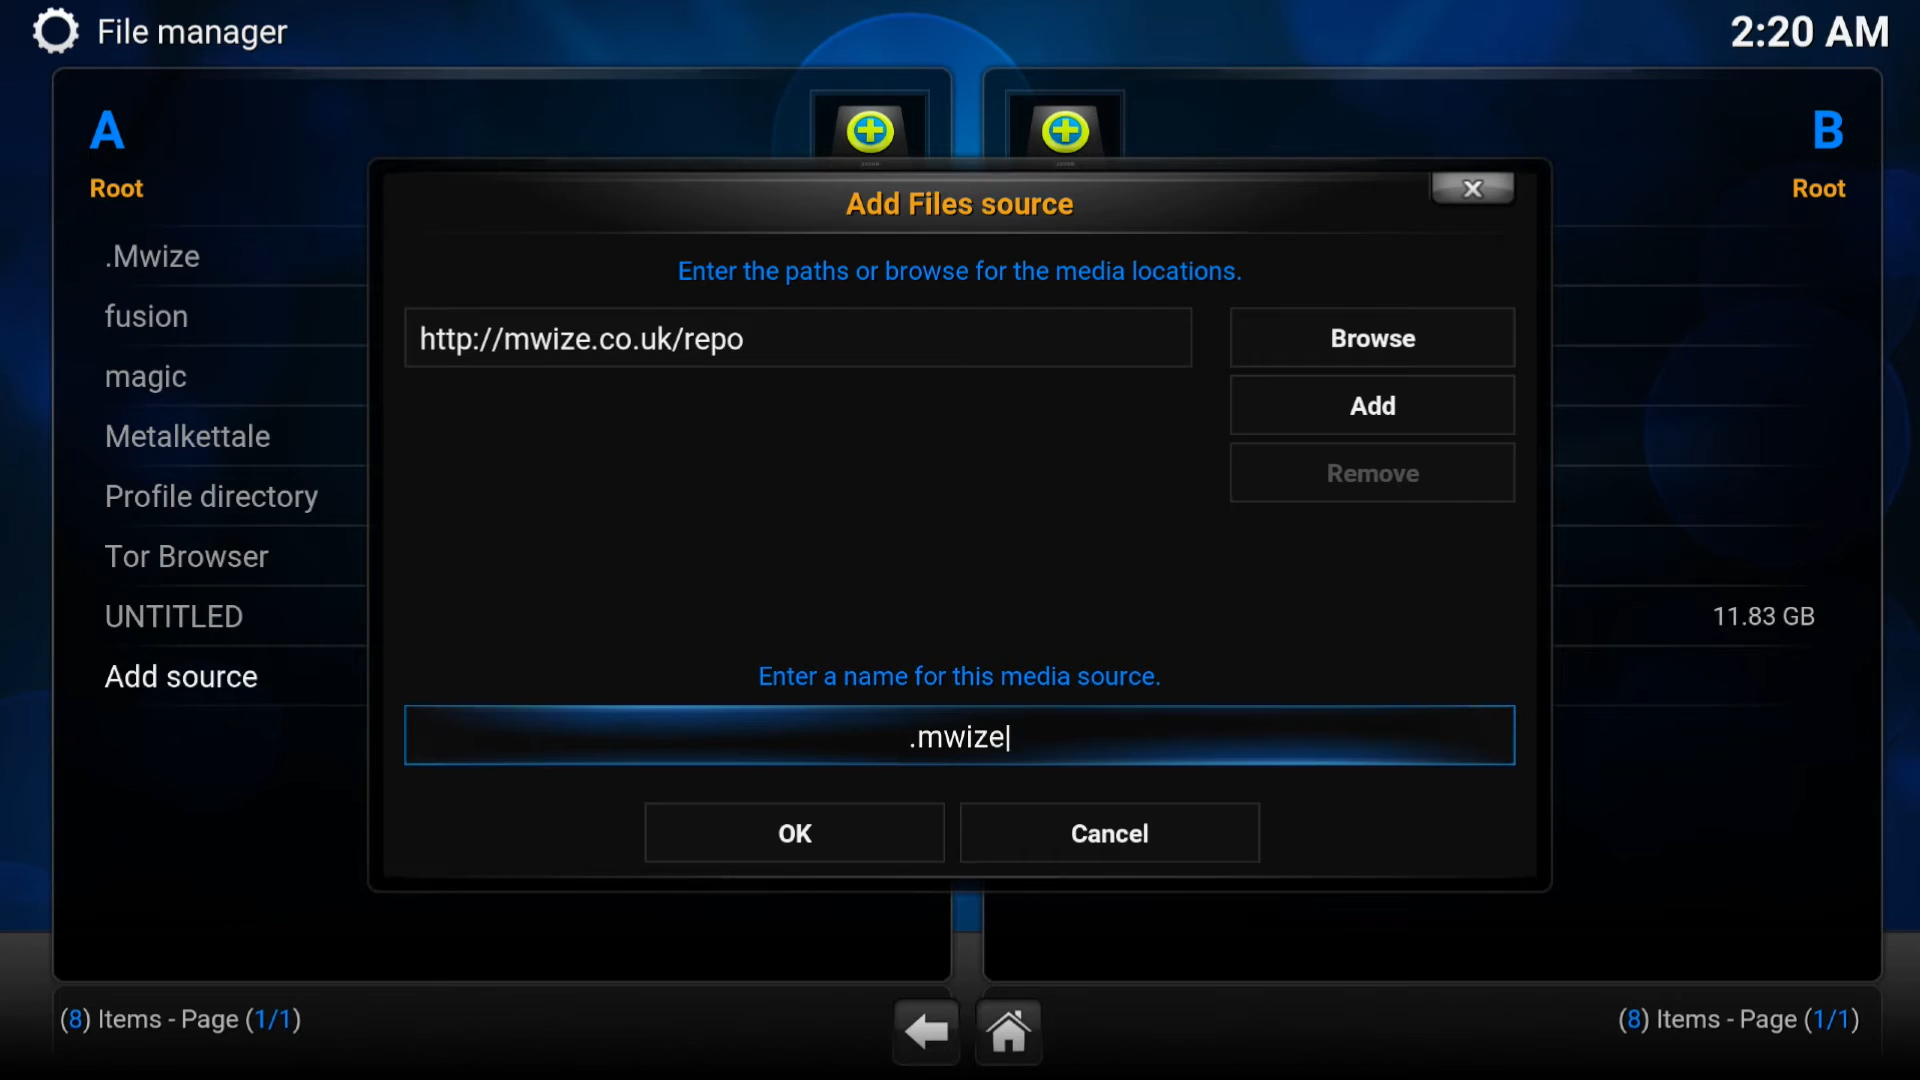 File manager
2:20 AM
A
B
Root
Root
.Mwize
fusion
magic
Metalkettale
Profile directory
Tor Browser
UNTITLED
11.83 GB
Add source
Add Files source
X
Enter the paths or browse for the media locations.
http://mwize.co.uk/repo
Browse
Add
Remove
Enter a name for this media source.
.mwize
OK
Cancel
(8) Items - Page (1/1)
(8) Items - Page (1/1)